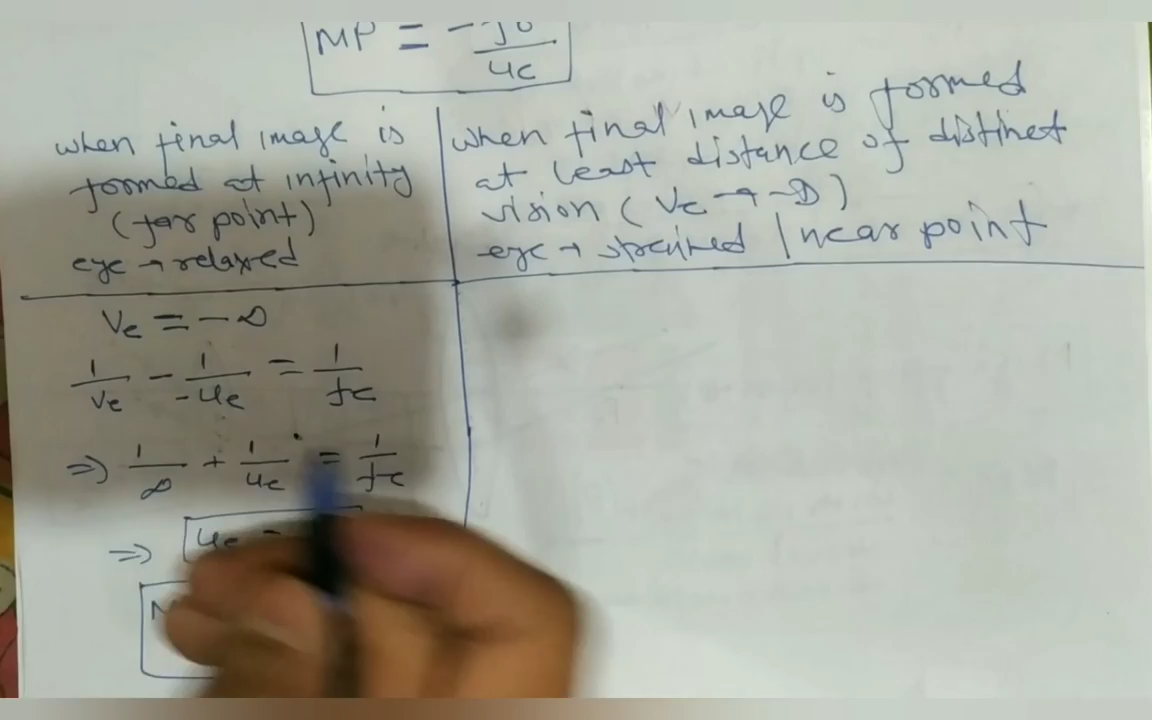 MP = - fo / ue
when final image is
formed at infinity
(far point)
eye → relaxed
ve = - ∞
1/ve - 1/-ue = 1/fe
⇒ 1/∞ + 1/ue = 1/fe
⇒ ue =
M
when final image is formed
at least distance of distinct
vision (ve → -D)
eye → strained / near point